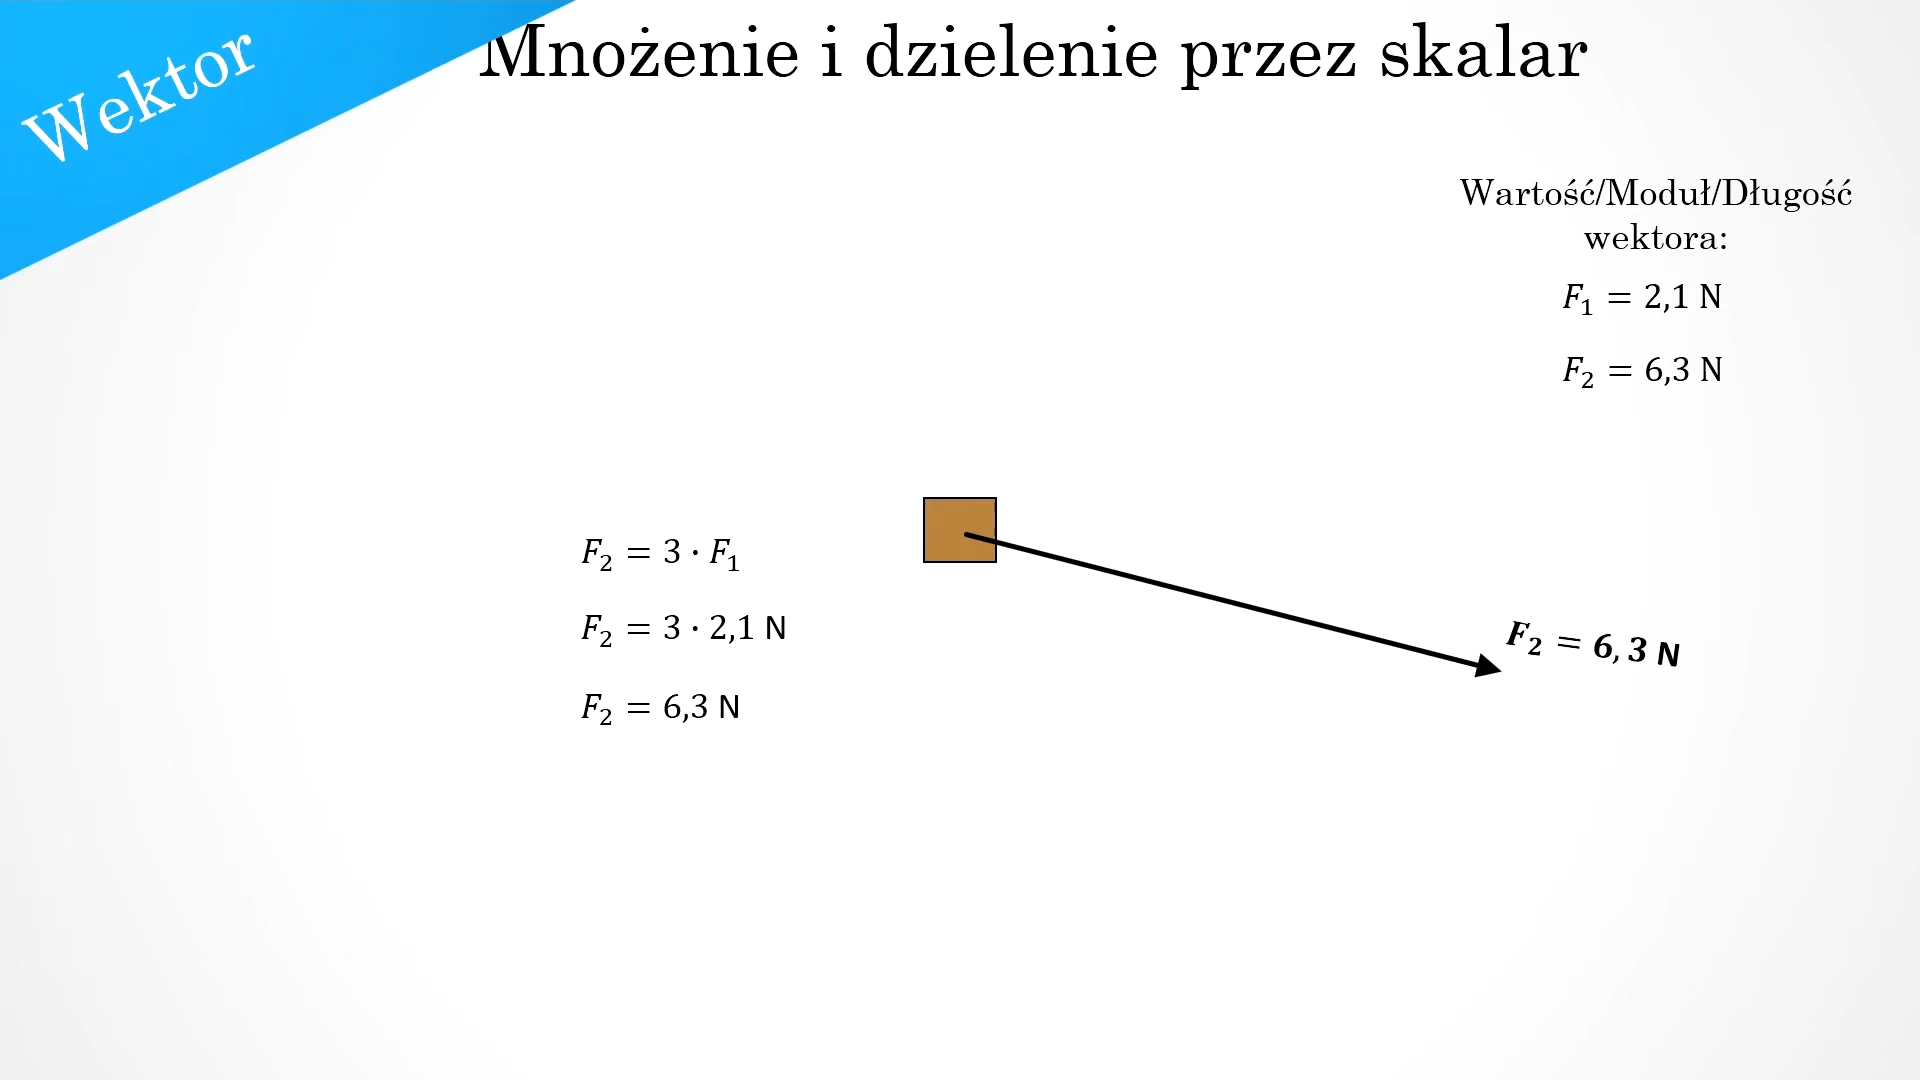 Wektor
Mnożenie i dzielenie przez skalar
Wartość/Moduł/Długość
wektora:
F₁ = 2,1 N
F₂ = 6,3 N
F₂ = 3 · F₁
F₂ = 3 · 2,1 N
F₂ = 6,3 N
F₂ = 6,3 N